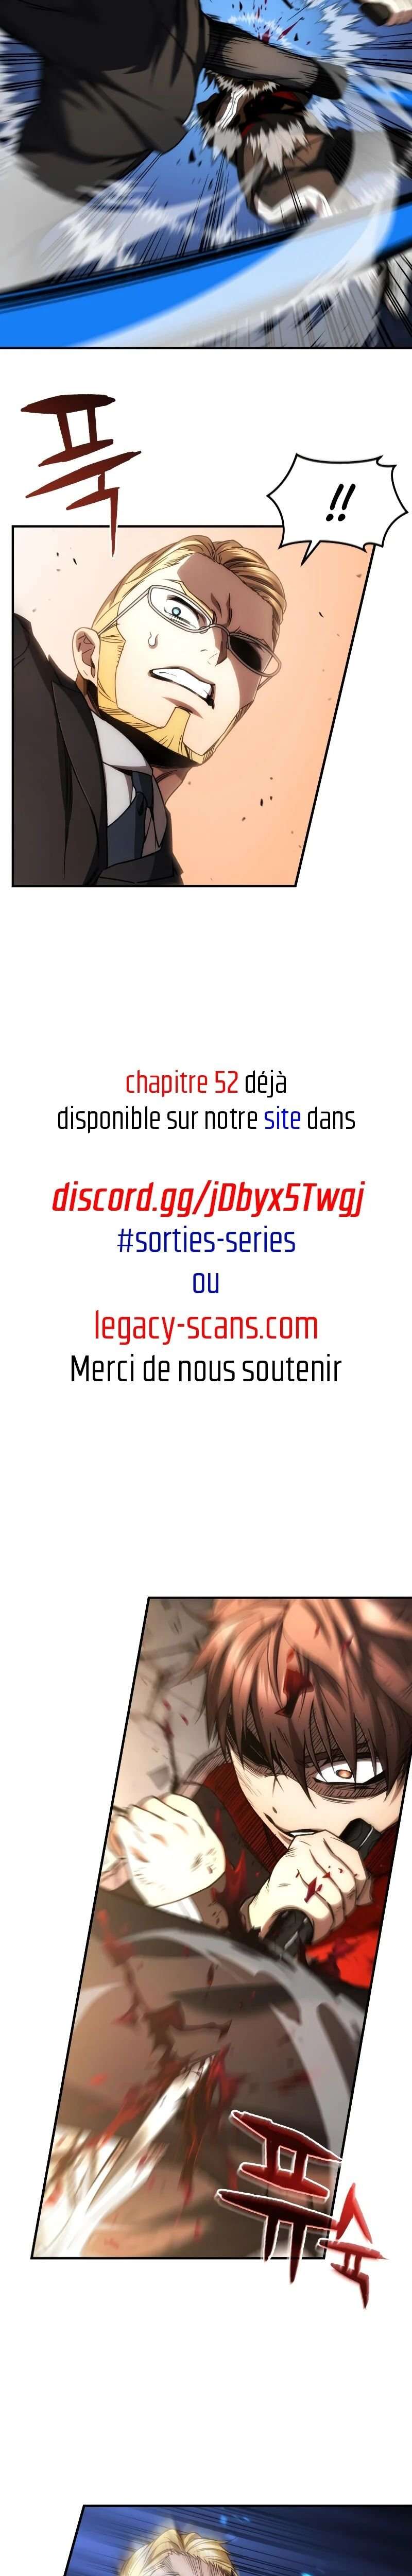 푹
!!
chapitre 52 déjà
disponible sur notre site dans
discord.gg/jDbyx5Twgj
#sorties-series
ou
legacy-scans.com
Merci de nous soutenir
푸슉